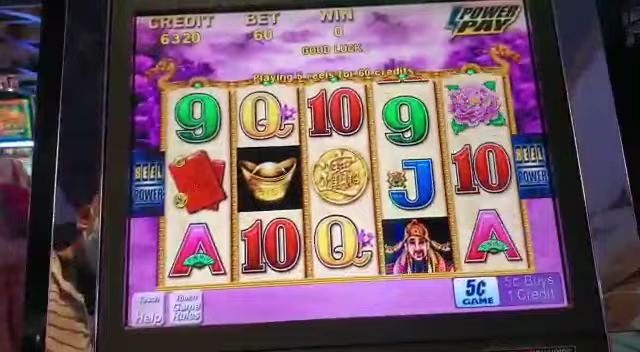 CREDIT BET WIN
6320 60 0
GOOD LUCK
POWER PAY
Playing 5 reels for 60 credits
9 Q 10 9
REEL POWER
J 10
REEL POWER
A 10 Q A
Touch Help
Touch Game Rules
5¢ GAME
5¢ Buys 1 Credit